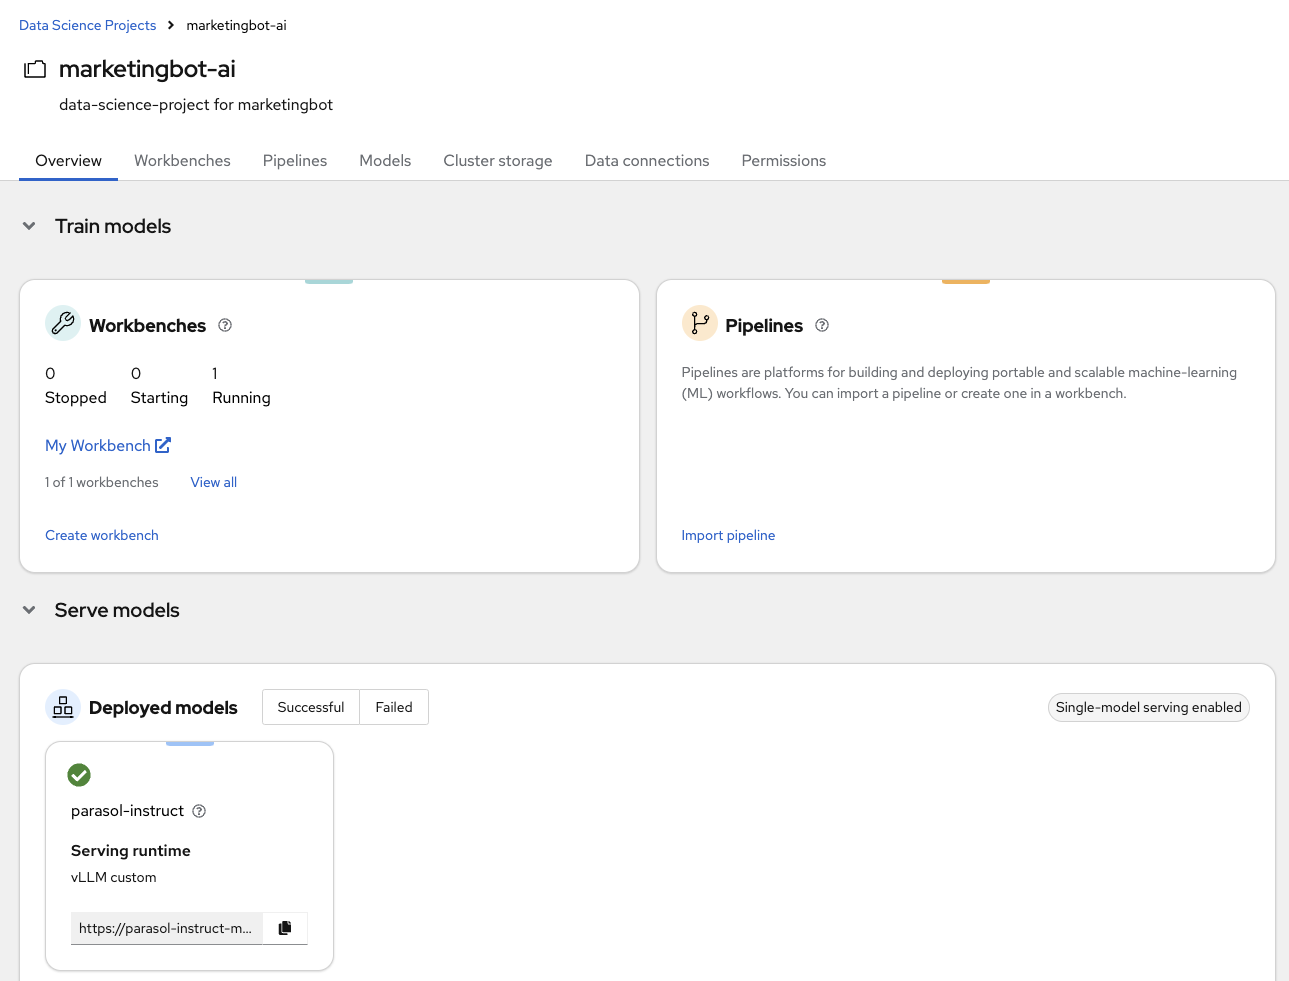 Data Science Projects > marketingbot-ai
marketingbot-ai
data-science-project for marketingbot
Overview Workbenches Pipelines Models Cluster storage Data connections Permissions
Train models
Workbenches
0 0 1
Stopped Starting Running
My Workbench
1 of 1 workbenches View all
Create workbench
Pipelines
Pipelines are platforms for building and deploying portable and scalable machine-learning
(ML) workflows. You can import a pipeline or create one in a workbench.
Import pipeline
Serve models
Deployed models Successful Failed Single-model serving enabled
parasol-instruct
Serving runtime
vLLM custom
https://parasol-instruct-m...